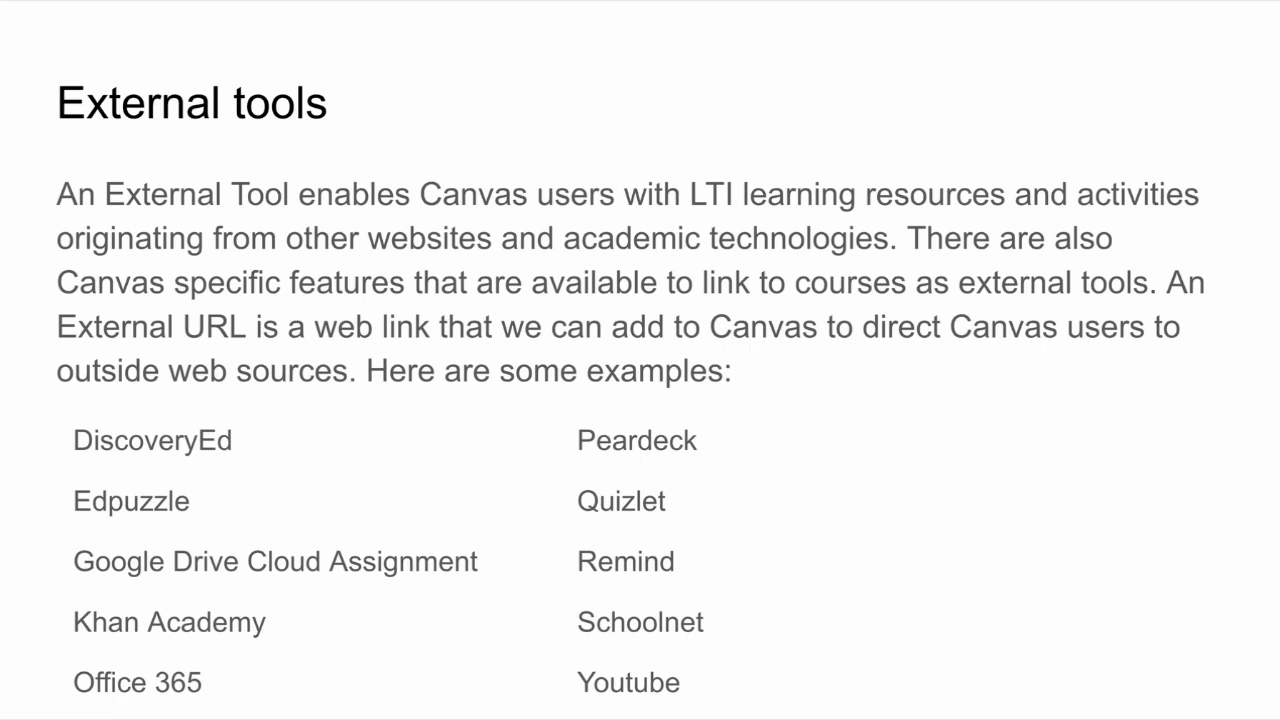 External tools
An External Tool enables Canvas users with LTI learning resources and activities
originating from other websites and academic technologies. There are also
Canvas specific features that are available to link to courses as external tools. An
External URL is a web link that we can add to Canvas to direct Canvas users to
outside web sources. Here are some examples:
DiscoveryEd
Edpuzzle
Google Drive Cloud Assignment
Khan Academy
Office 365
Peardeck
Quizlet
Remind
Schoolnet
Youtube